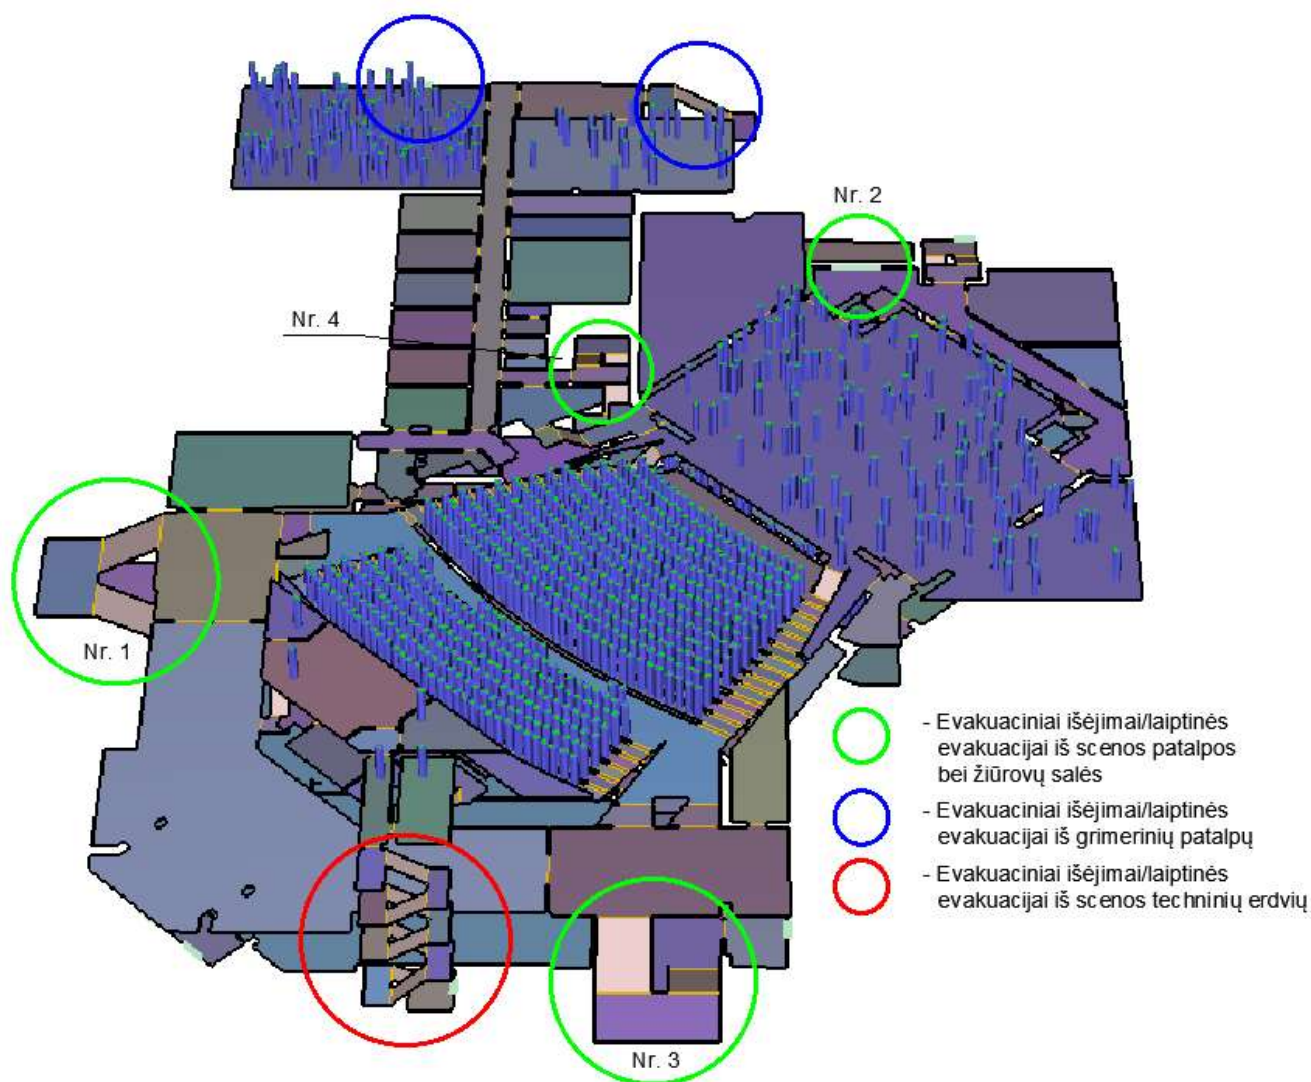 Nr. 2
Nr. 4
Nr. 1
- Evakuaciniai išėjimai/laiptinės
evakuacijai iš scenos patalpos
bei žiūrovų salės
- Evakuaciniai išėjimai/laiptinės
evakuacijai iš grimerinių patalpų
- Evakuaciniai išėjimai/laiptinės
evakuacijai iš scenos techninių erdvių
Nr. 3